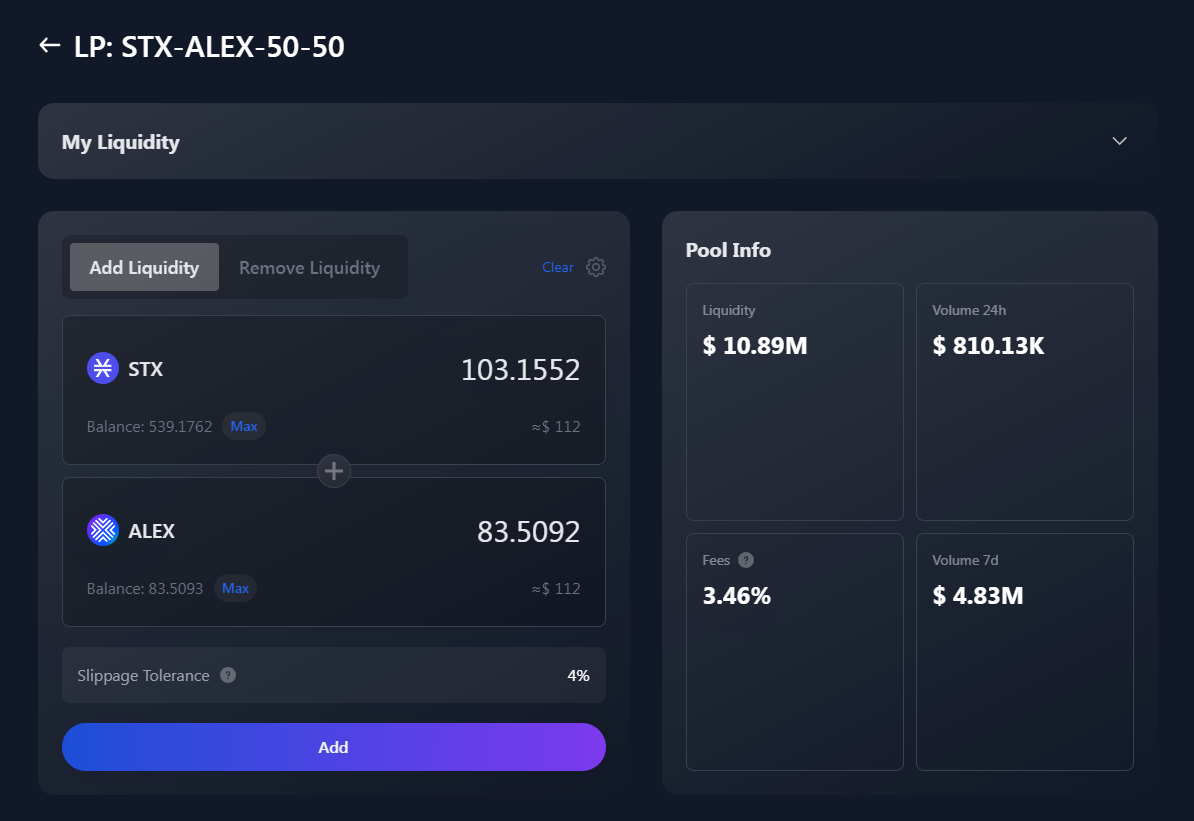 LP: STX-ALEX-50-50
My Liquidity
Add Liquidity Remove Liquidity Clear
STX 103.1552
Balance: 539.1762 Max ≈$ 112
+
ALEX 83.5092
Balance: 83.5093 Max ≈$ 112
Slippage Tolerance ? 4%
Add
Pool Info
Liquidity Volume 24h
$ 10.89M $ 810.13K
Fees ? Volume 7d
3.46% $ 4.83M